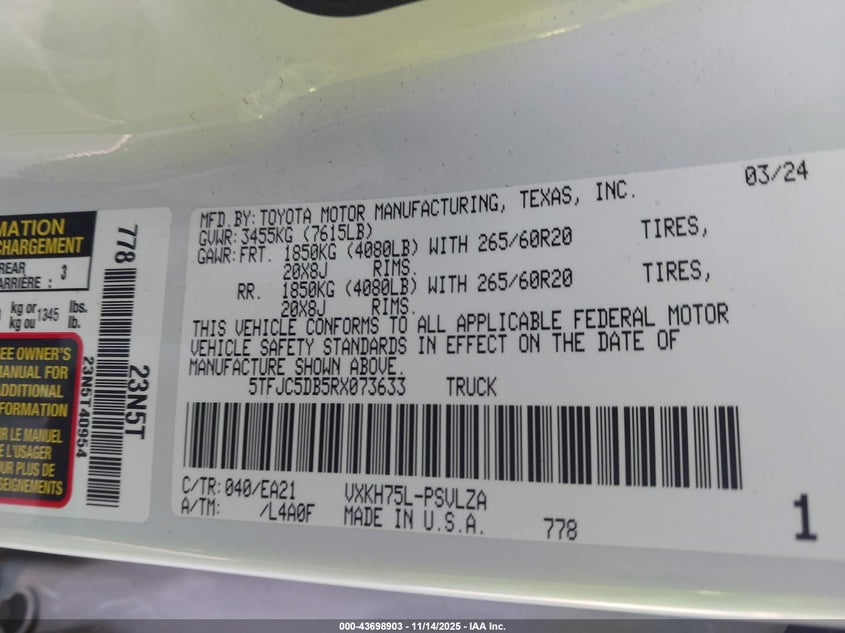 MATION
CHARGEMENT
REAR
ARRIÈRE : 3
kg or 1345 lbs.
kg ou lb.
EE OWNER'S
MANUAL FOR
ADDITIONAL
LE MANUEL
L'USAGER
POUR PLUS DE
SEIGNEMENTS
778
23N5T
23N5T40954
MFD.BY: TOYOTA MOTOR MANUFACTURING, TEXAS, INC. 03/24
GVWR: 3455KG (7615LB)
GAWR: FRT. 1850KG (4080LB) WITH 265/60R20 TIRES,
20X8J RIMS.
RR. 1850KG (4080LB) WITH 265/60R20 TIRES,
20X8J RIMS.
THIS VEHICLE CONFORMS TO ALL APPLICABLE FEDERAL MOTOR
VEHICLE SAFETY STANDARDS IN EFFECT ON THE DATE OF
MANUFACTURE SHOWN ABOVE.
5TFJC5DB5RX073633 TRUCK
C/TR: 040/EA21 VXKH75L-PSVLZA
A/TM: /L4A0F MADE IN U.S.A. 778 1
000-43698903 - 11/14/2025 - IAA Inc.